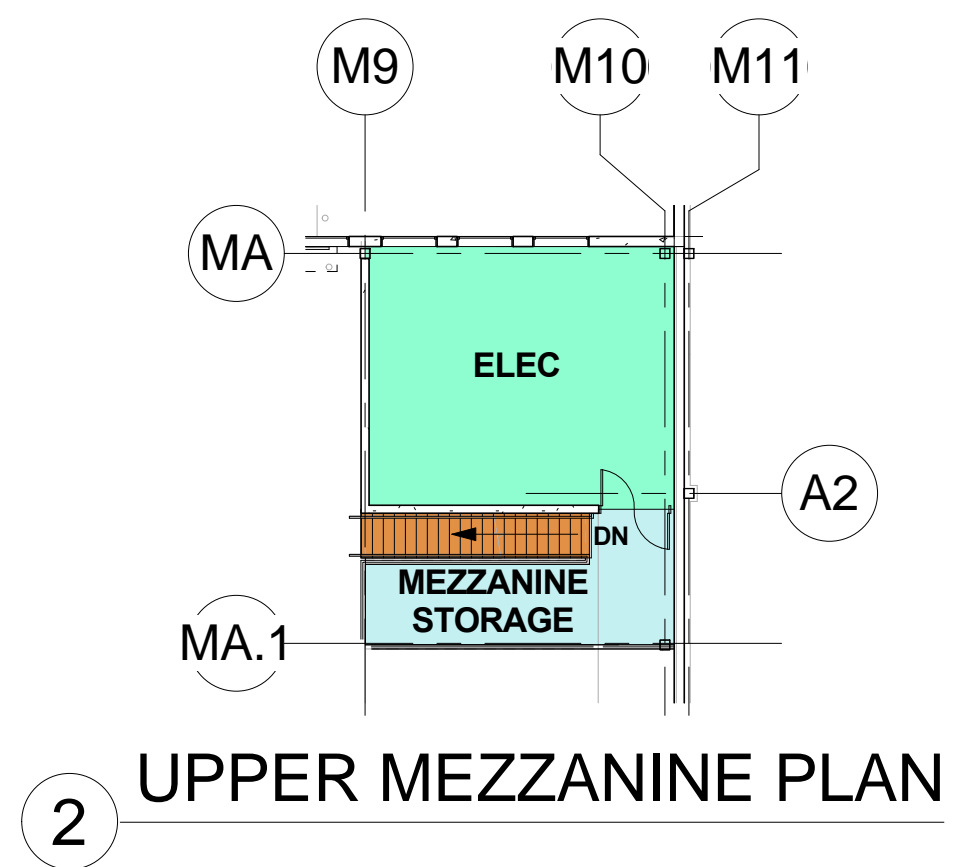 M9
M10
M11
MA
ELEC
A2
DN
MEZZANINE
STORAGE
MA.1
UPPER MEZZANINE PLAN
2